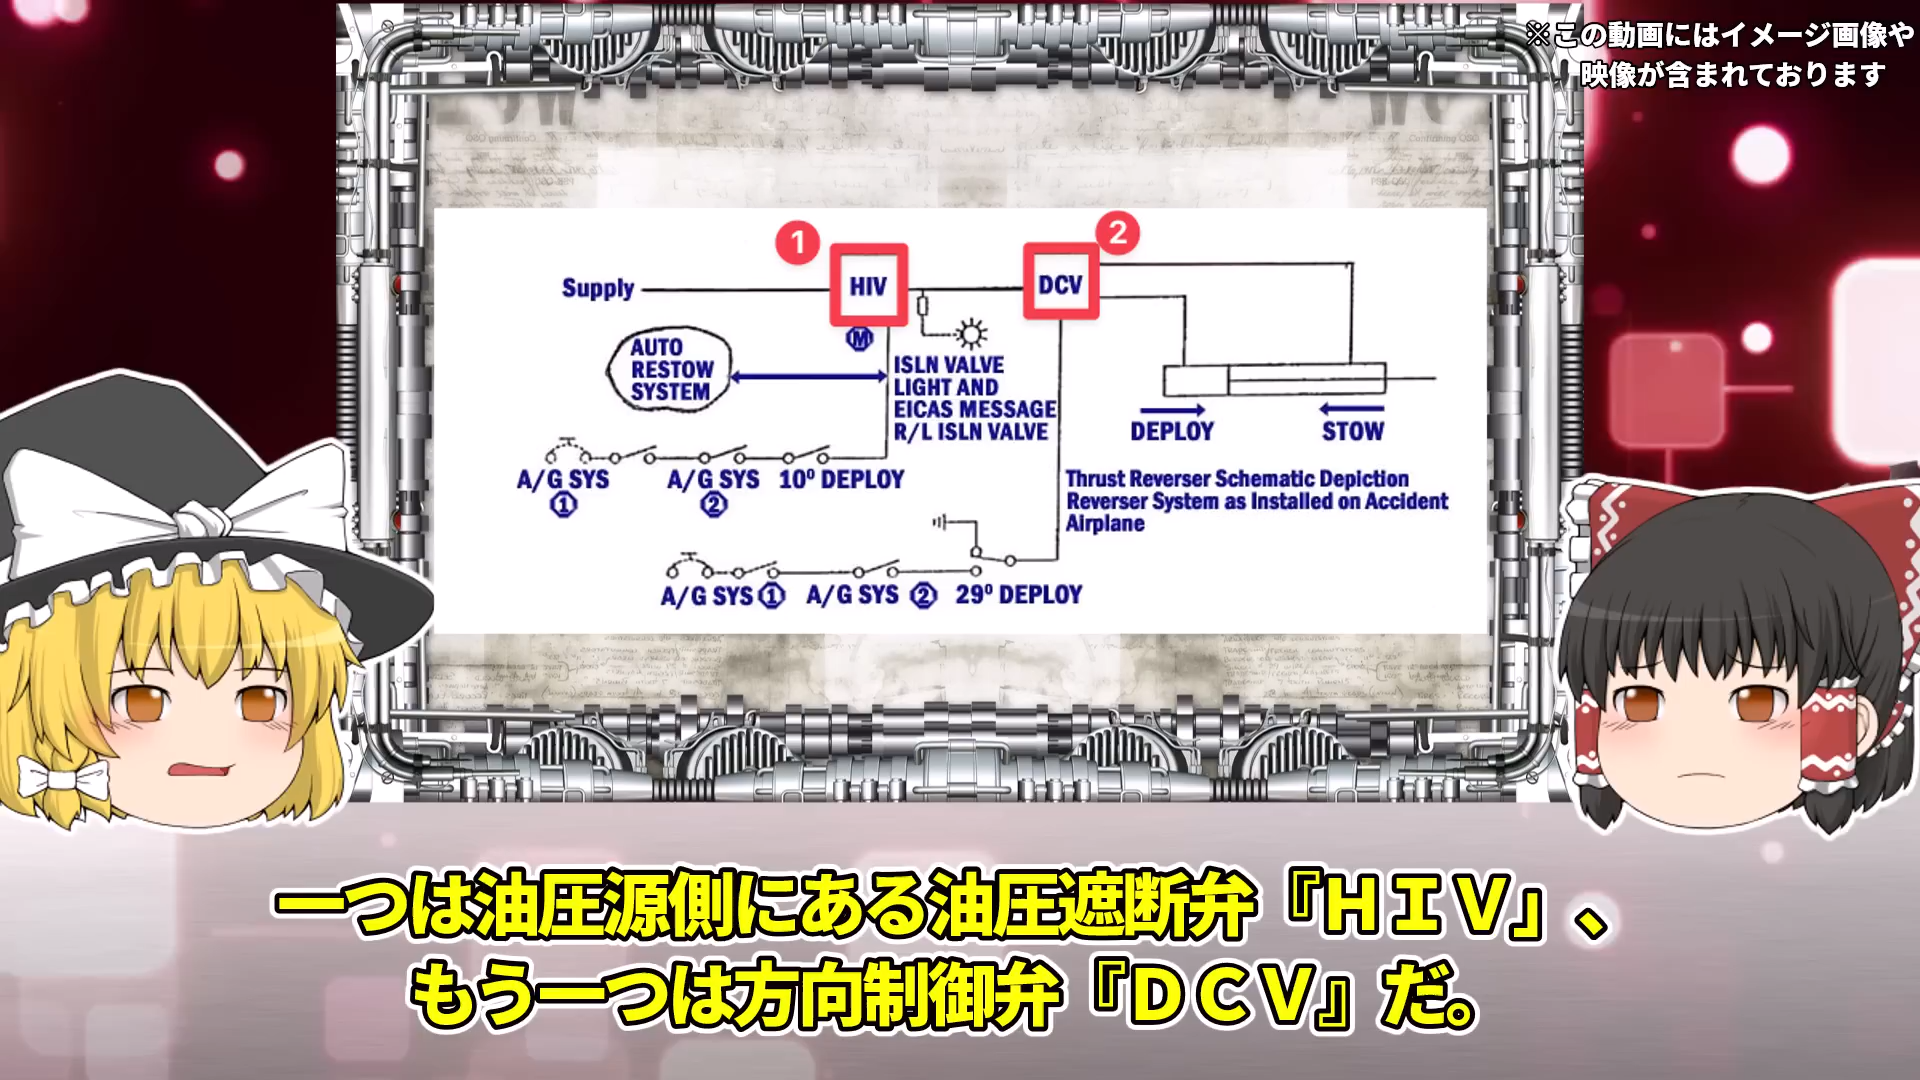 ※この動画にはイメージ画像や
映像が含まれております
1
2
Supply
HIV
DCV
M
AUTO
RESTOW
SYSTEM
ISLN VALVE
LIGHT AND
EICAS MESSAGE
R/L ISLN VALVE
DEPLOY
STOW
A/G SYS
1
A/G SYS
2
10⁰ DEPLOY
Thrust Reverser Schematic Depiction
Reverser System as Installed on Accident
Airplane
A/G SYS 1
A/G SYS 2
29⁰ DEPLOY
一つは油圧源側にある油圧遮断弁『ＨＩＶ」、
もう一つは方向制御弁『ＤＣＶ』だ。